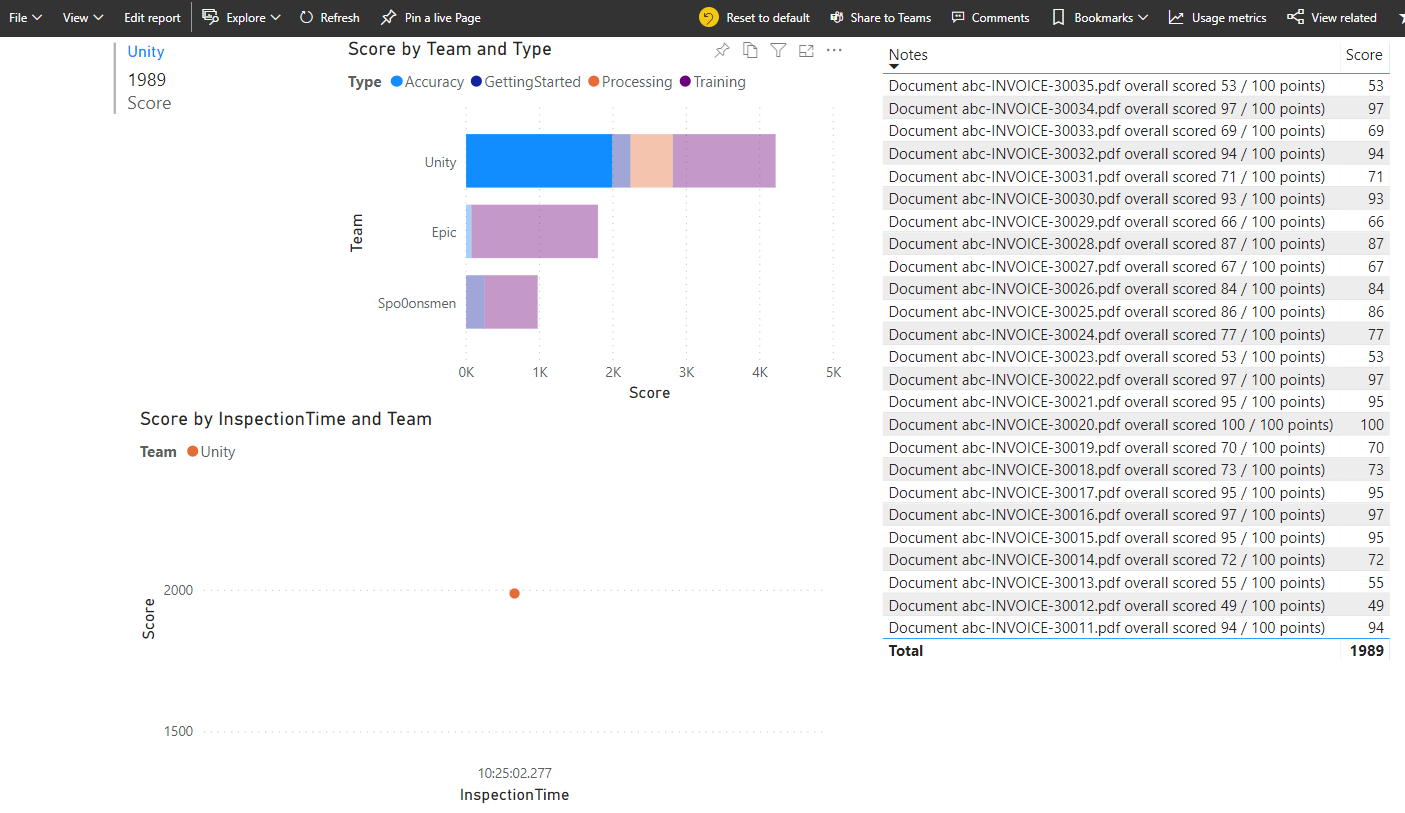 File View Edit report Explore Refresh Pin a live Page Reset to default Share to Teams Comments Bookmarks Usage metrics View related
Unity
1989
Score
Score by Team and Type
Type Accuracy GettingStarted Processing Training
Team
Unity
Epic
Spo0onsmen
0K 1K 2K 3K 4K 5K
Score
Score by InspectionTime and Team
Team Unity
Score
2000
1500
10:25:02.277
InspectionTime
Notes Score
Document abc-INVOICE-30035.pdf overall scored 53 / 100 points) 53
Document abc-INVOICE-30034.pdf overall scored 97 / 100 points) 97
Document abc-INVOICE-30033.pdf overall scored 69 / 100 points) 69
Document abc-INVOICE-30032.pdf overall scored 94 / 100 points) 94
Document abc-INVOICE-30031.pdf overall scored 71 / 100 points) 71
Document abc-INVOICE-30030.pdf overall scored 93 / 100 points) 93
Document abc-INVOICE-30029.pdf overall scored 66 / 100 points) 66
Document abc-INVOICE-30028.pdf overall scored 87 / 100 points) 87
Document abc-INVOICE-30027.pdf overall scored 67 / 100 points) 67
Document abc-INVOICE-30026.pdf overall scored 84 / 100 points) 84
Document abc-INVOICE-30025.pdf overall scored 86 / 100 points) 86
Document abc-INVOICE-30024.pdf overall scored 77 / 100 points) 77
Document abc-INVOICE-30023.pdf overall scored 53 / 100 points) 53
Document abc-INVOICE-30022.pdf overall scored 97 / 100 points) 97
Document abc-INVOICE-30021.pdf overall scored 95 / 100 points) 95
Document abc-INVOICE-30020.pdf overall scored 100 / 100 points) 100
Document abc-INVOICE-30019.pdf overall scored 70 / 100 points) 70
Document abc-INVOICE-30018.pdf overall scored 73 / 100 points) 73
Document abc-INVOICE-30017.pdf overall scored 95 / 100 points) 95
Document abc-INVOICE-30016.pdf overall scored 97 / 100 points) 97
Document abc-INVOICE-30015.pdf overall scored 95 / 100 points) 95
Document abc-INVOICE-30014.pdf overall scored 72 / 100 points) 72
Document abc-INVOICE-30013.pdf overall scored 55 / 100 points) 55
Document abc-INVOICE-30012.pdf overall scored 49 / 100 points) 49
Document abc-INVOICE-30011.pdf overall scored 94 / 100 points) 94
Total 1989